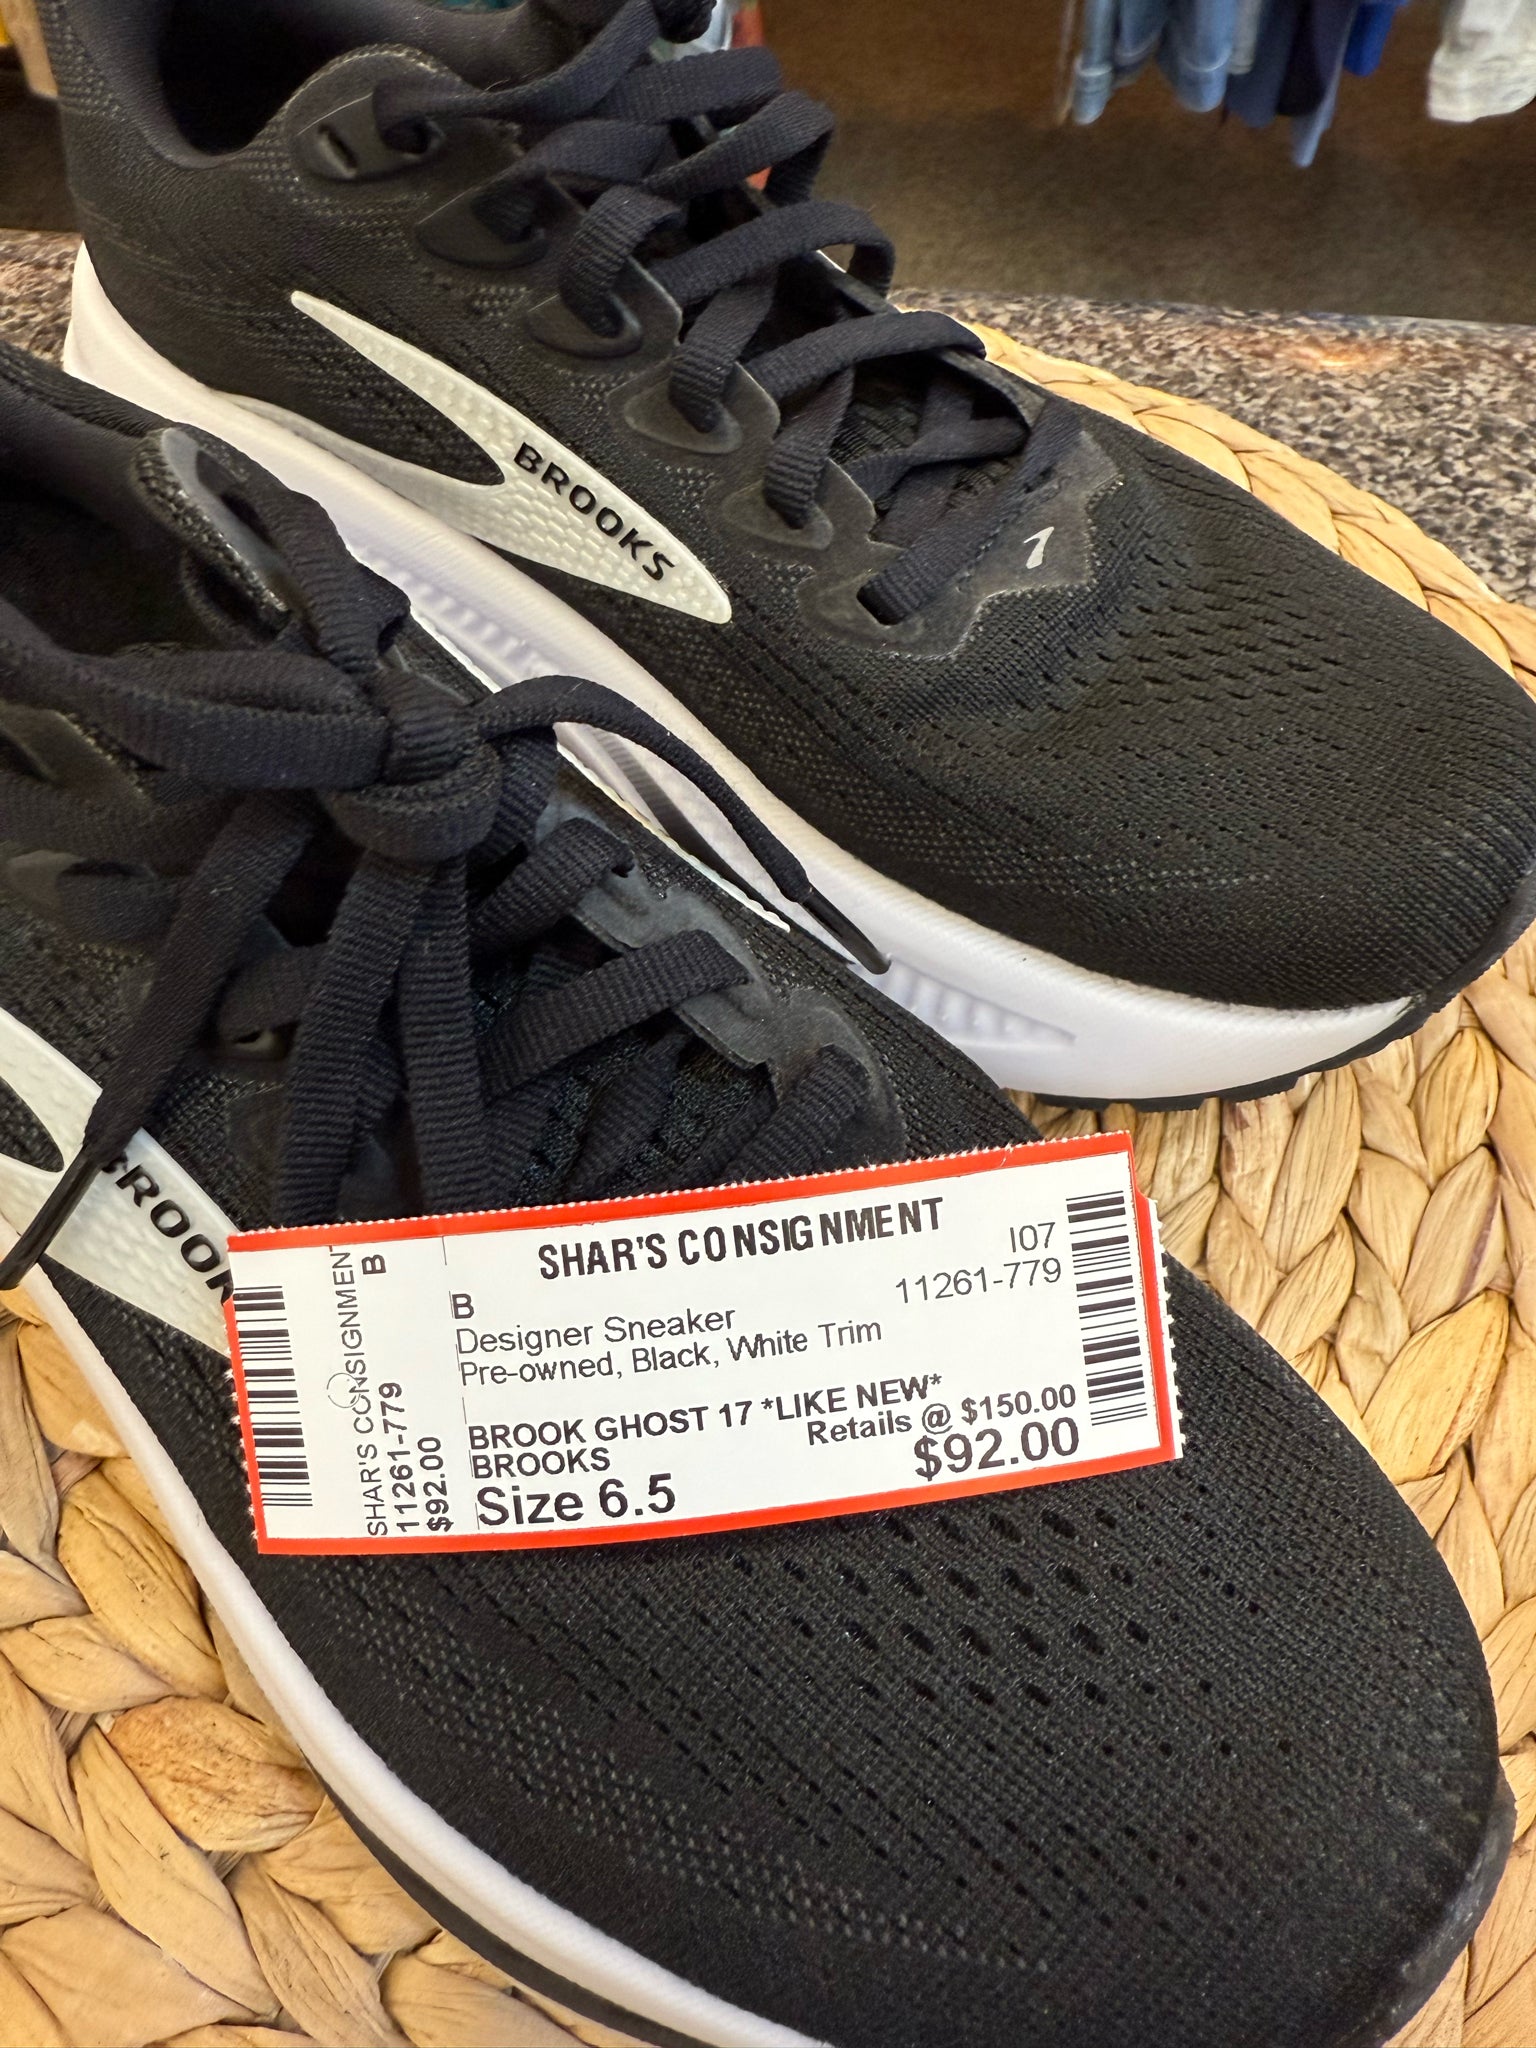 BROOKS
BROOKS
SHAR'S CONSIGNMENT
B
11261-779
$92.00
SHAR'S CONSIGNMENT
I07
B
11261-779
Designer Sneaker
Pre-owned, Black, White Trim
BROOK GHOST 17 *LIKE NEW*
Retails @ $150.00
BROOKS
$92.00
Size 6.5